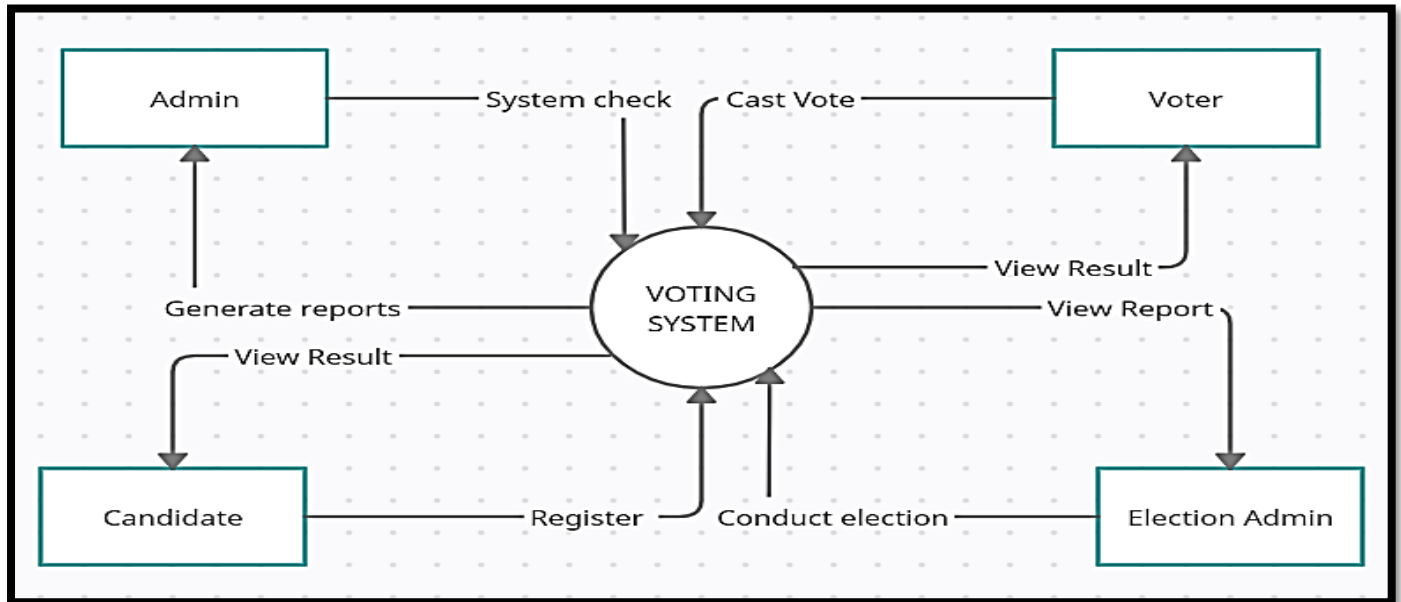 Admin
System check
Cast Vote
Voter
View Result
VOTING
SYSTEM
Generate reports
View Report
View Result
Candidate
Register
Conduct election
Election Admin